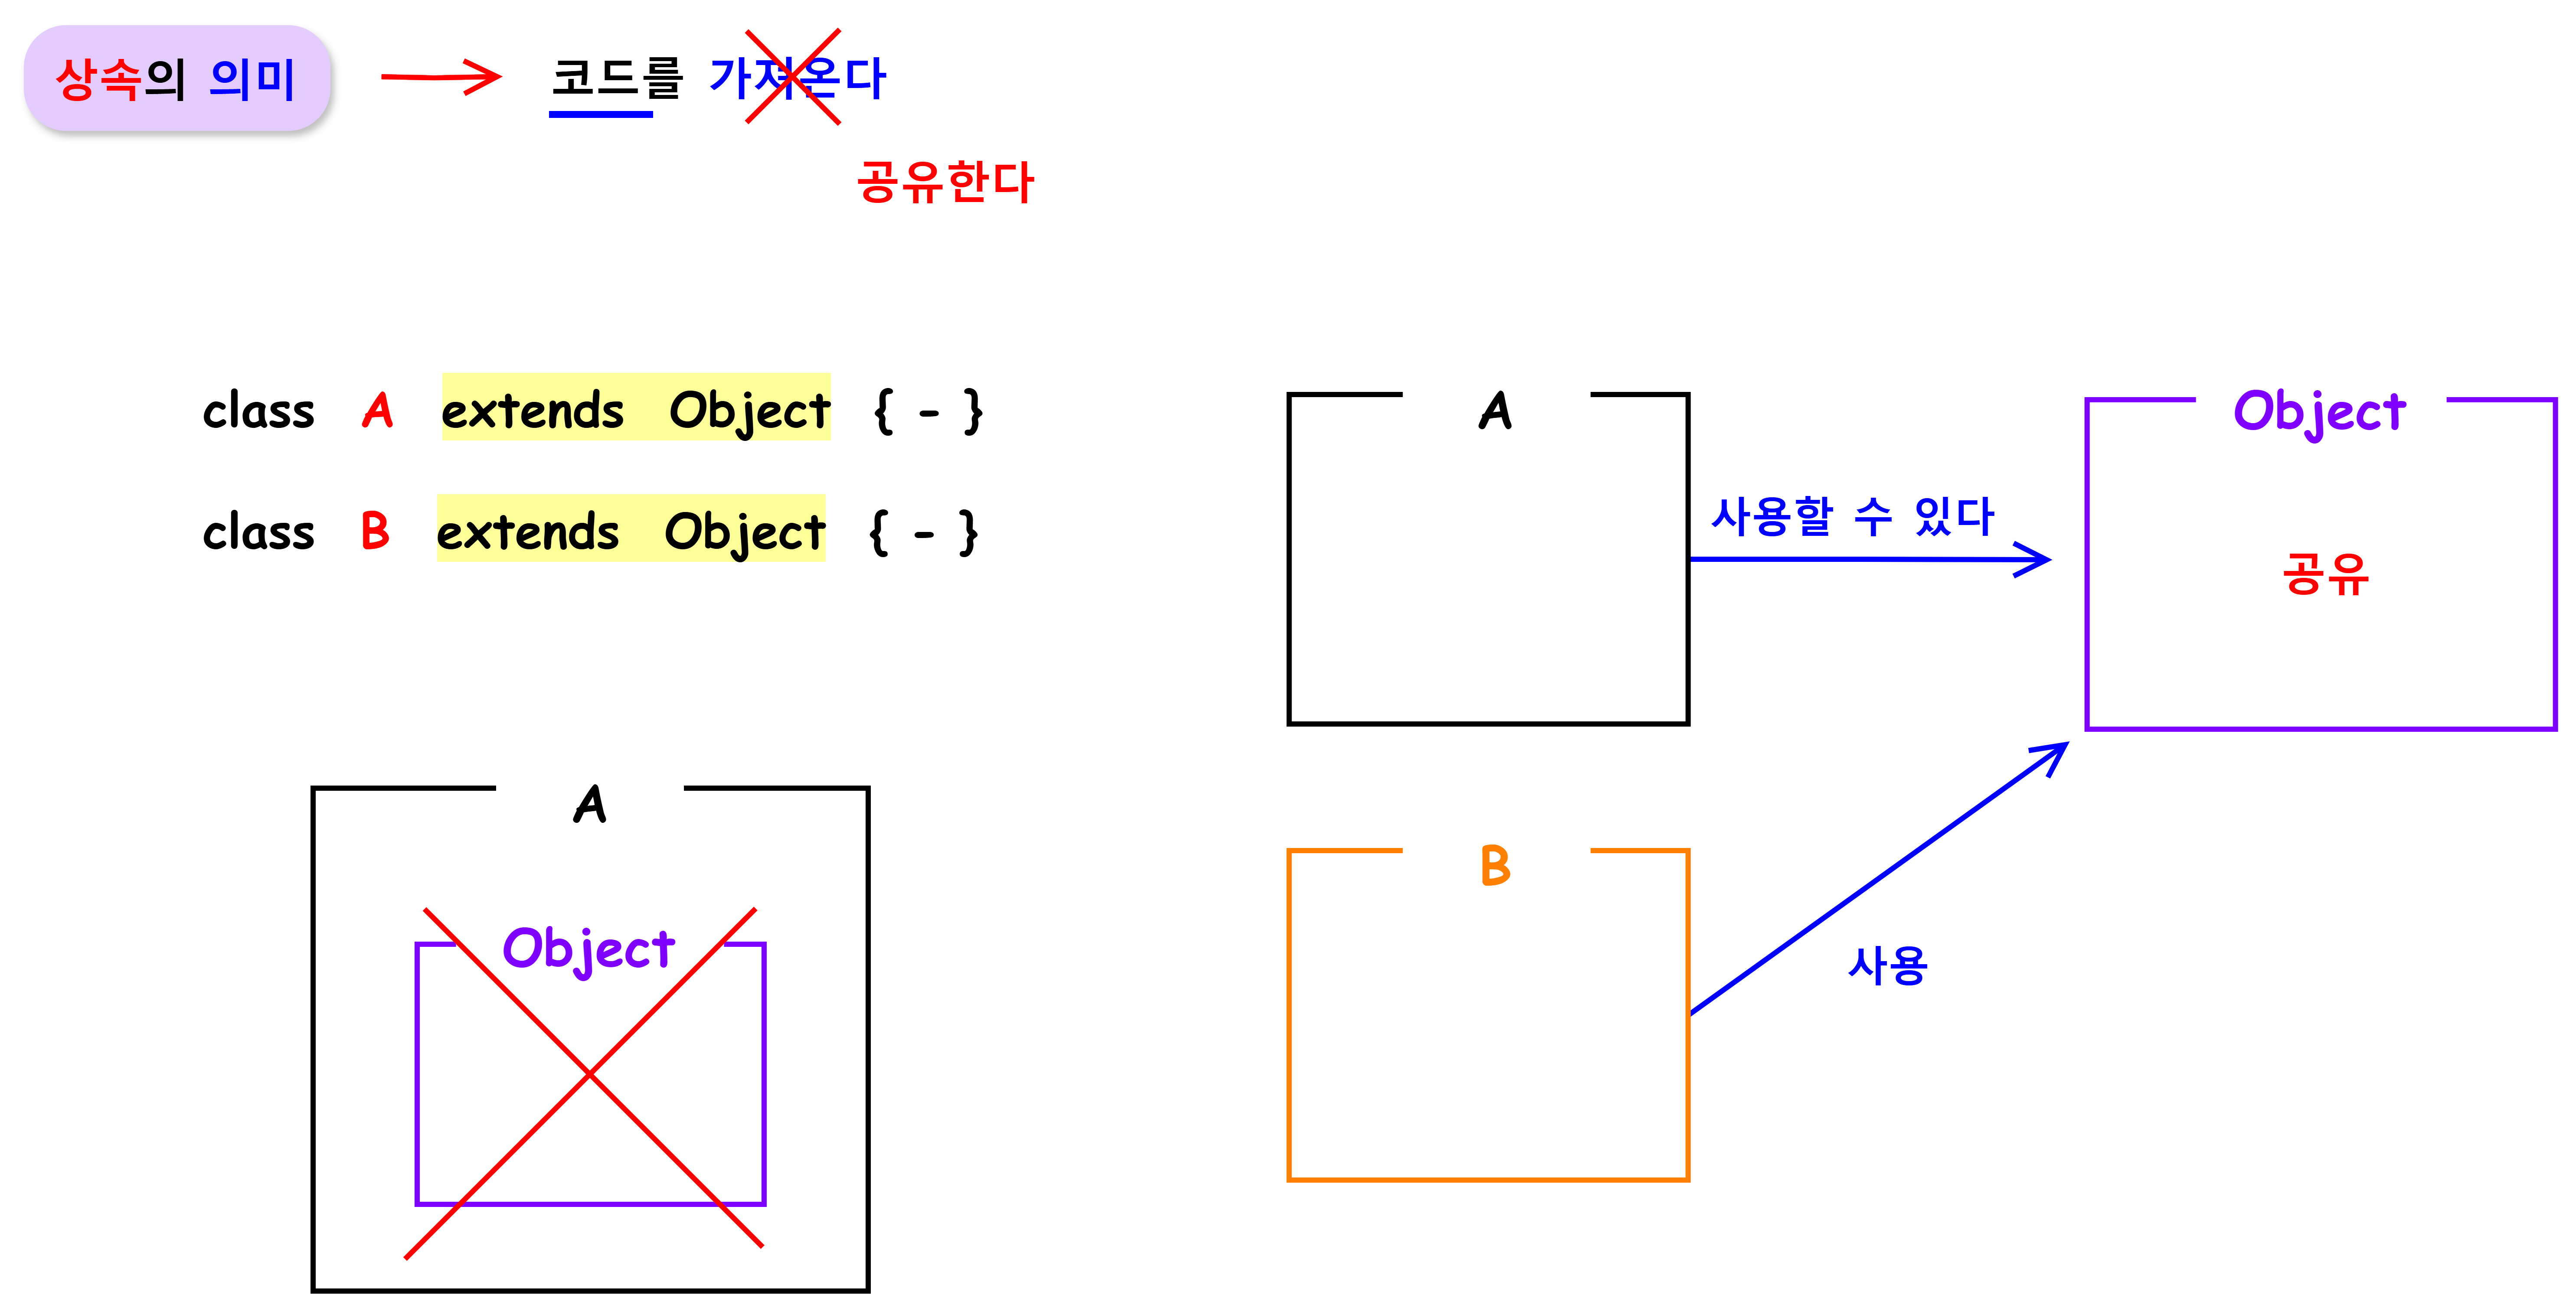 상속의 의미 → 코드를 가져온다
공유한다
class A extends Object { - }
class B extends Object { - }
A
Object
A
사용할 수 있다
Object
공유
B
사용